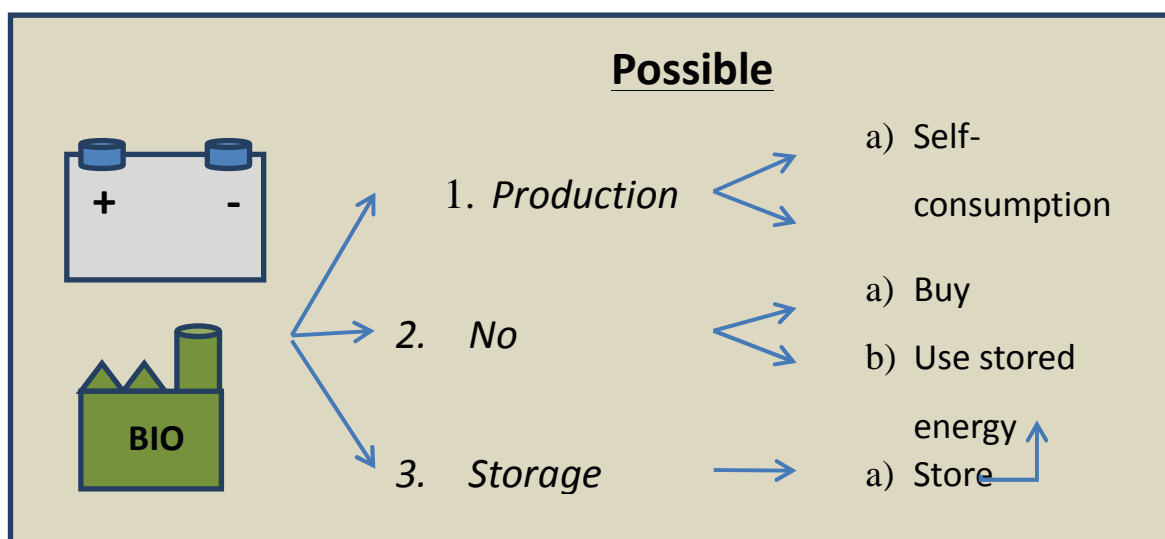 Possible
+ -
BIO
1. Production
a) Self-
consumption
2. No
a) Buy
b) Use stored
energy
3. Storage
a) Store